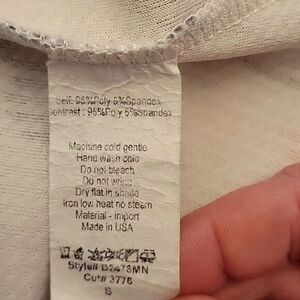 Self: 95%Poly 5%Spandex
Contrast : 95%Poly 5%Spandex
Machine cold gentle
Hand wash cold
Do not bleach
Do not wring
Dry flat in shade
Iron low heat no steam
Material - import
Made in USA
Style# B2478MN
Cut# 3776
S